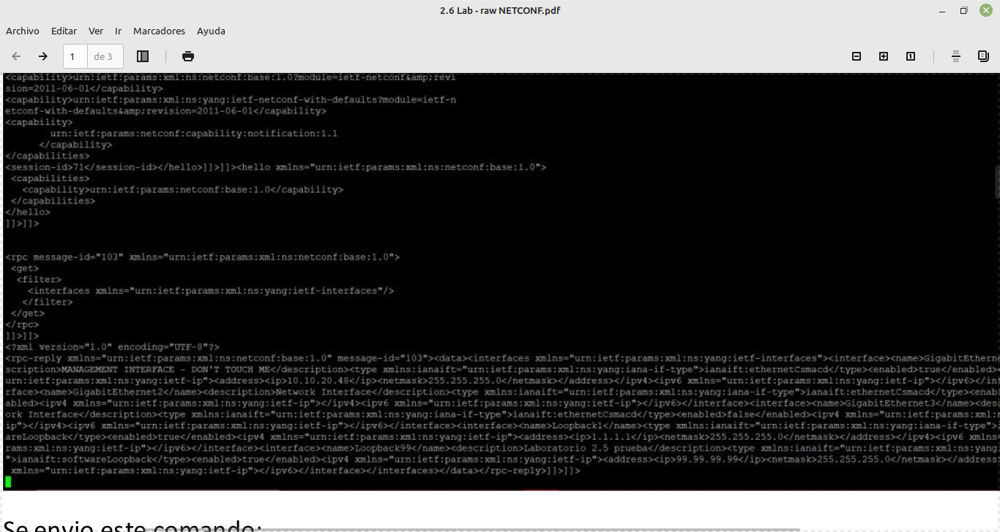 2.6 Lab - raw NETCONF.pdf
Archivo Editar Ver Ir Marcadores Ayuda
1 de 3
<capability>urn:ietf:params:xml:ns:netconf:base:1.0?module=ietf-netconf&amp;revi
sion=2011-06-01</capability>
<capability>urn:ietf:params:xml:ns:yang:ietf-netconf-with-defaults?module=ietf-n
etconf-with-defaults&amp;revision=2011-06-01</capability>
<capability>
urn:ietf:params:netconf:capability:notification:1.1
</capability>
</capabilities>
<session-id>71</session-id></hello>]]>]]><hello xmlns="urn:ietf:params:xml:ns:netconf:base:1.0">
<capabilities>
<capability>urn:ietf:params:netconf:base:1.0</capability>
</capabilities>
</hello>
]]>]]>
<rpc message-id="103" xmlns="urn:ietf:params:xml:ns:netconf:base:1.0">
<get>
<filter>
<interfaces xmlns="urn:ietf:params:xml:ns:yang:ietf-interfaces"/>
</filter>
</get>
</rpc>
]]>]]>
<?xml version="1.0" encoding="UTF-8"?>
<rpc-reply xmlns="urn:ietf:params:xml:ns:netconf:base:1.0" message-id="103"><data><interfaces xmlns="urn:ietf:params:xml:ns:yang:ietf-interfaces"><interface><name>GigabitEthern
scription>MANAGEMENT INTERFACE - DON'T TOUCH ME</description><type xmlns:ianaift="urn:ietf:params:xml:ns:yang:iana-if-type">ianaift:ethernetCsmacd</type><enabled>true</enabled>
urn:ietf:params:xml:ns:yang:ietf-ip"><address><ip>10.10.20.48</ip><netmask>255.255.255.0</netmask></address></ipv4><ipv6 xmlns="urn:ietf:params:xml:ns:yang:ietf-ip"></ipv6></in
rface><name>GigabitEthernet2</name><description>Network Interface</description><type xmlns:ianaift="urn:ietf:params:xml:ns:yang:iana-if-type">ianaift:ethernetCsmacd</type><enab
abled><ipv4 xmlns="urn:ietf:params:xml:ns:yang:ietf-ip"></ipv4><ipv6 xmlns="urn:ietf:params:xml:ns:yang:ietf-ip"></ipv6></interface><interface><name>GigabitEthernet3</name><des
ork Interface</description><type xmlns:ianaift="urn:ietf:params:xml:ns:yang:iana-if-type">ianaift:ethernetCsmacd</type><enabled>false</enabled><ipv4 xmlns="urn:ietf:params:xml:n
ip"></ipv4><ipv6 xmlns="urn:ietf:params:xml:ns:yang:ietf-ip"></ipv6></interface><interface><name>Loopback1</name><type xmlns:ianaift="urn:ietf:params:xml:ns:yang:iana-if-type">
areLoopback</type><enabled>true</enabled><ipv4 xmlns="urn:ietf:params:xml:ns:yang:ietf-ip"><address><ip>1.1.1.1</ip><netmask>255.255.255.0</netmask></address></ipv4><ipv6 xmlns=
rams:xml:ns:yang:ietf-ip"></ipv6></interface><interface><name>Loopback99</name><description>Laboratorio 2.5 prueba</description><type xmlns:ianaift="urn:ietf:params:xml:ns:yang:iana-if-type
">ianaift:softwareLoopback</type><enabled>true</enabled><ipv4 xmlns="urn:ietf:params:xml:ns:yang:ietf-ip"><address><ip>99.99.99.99</ip><netmask>255.255.255.0</netmask></address
xmlns="urn:ietf:params:xml:ns:yang:ietf-ip"></ipv6></interface></interfaces></data></rpc-reply>]]>]]>
Se envio este comando: